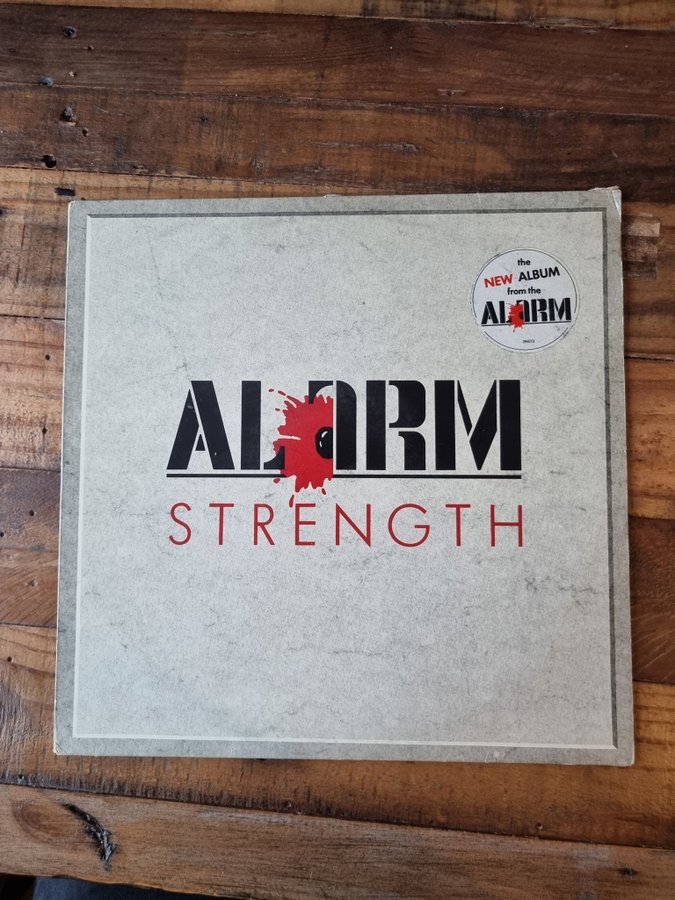 the
NEW ALBUM
from the
ALARM
ALARM
STRENGTH